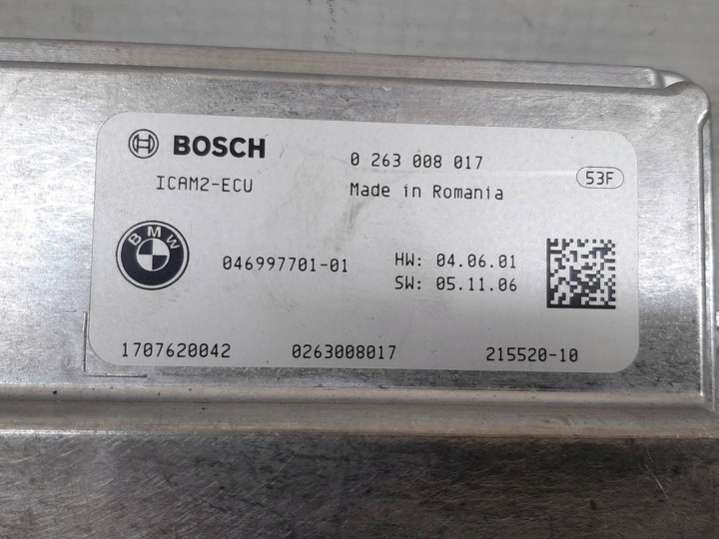 BOSCH 0 263 008 017
ICAM2-ECU Made in Romania 53F
BMW
046997701-01 HW: 04.06.01
SW: 05.11.06
1707620042 0263008017 215520-10